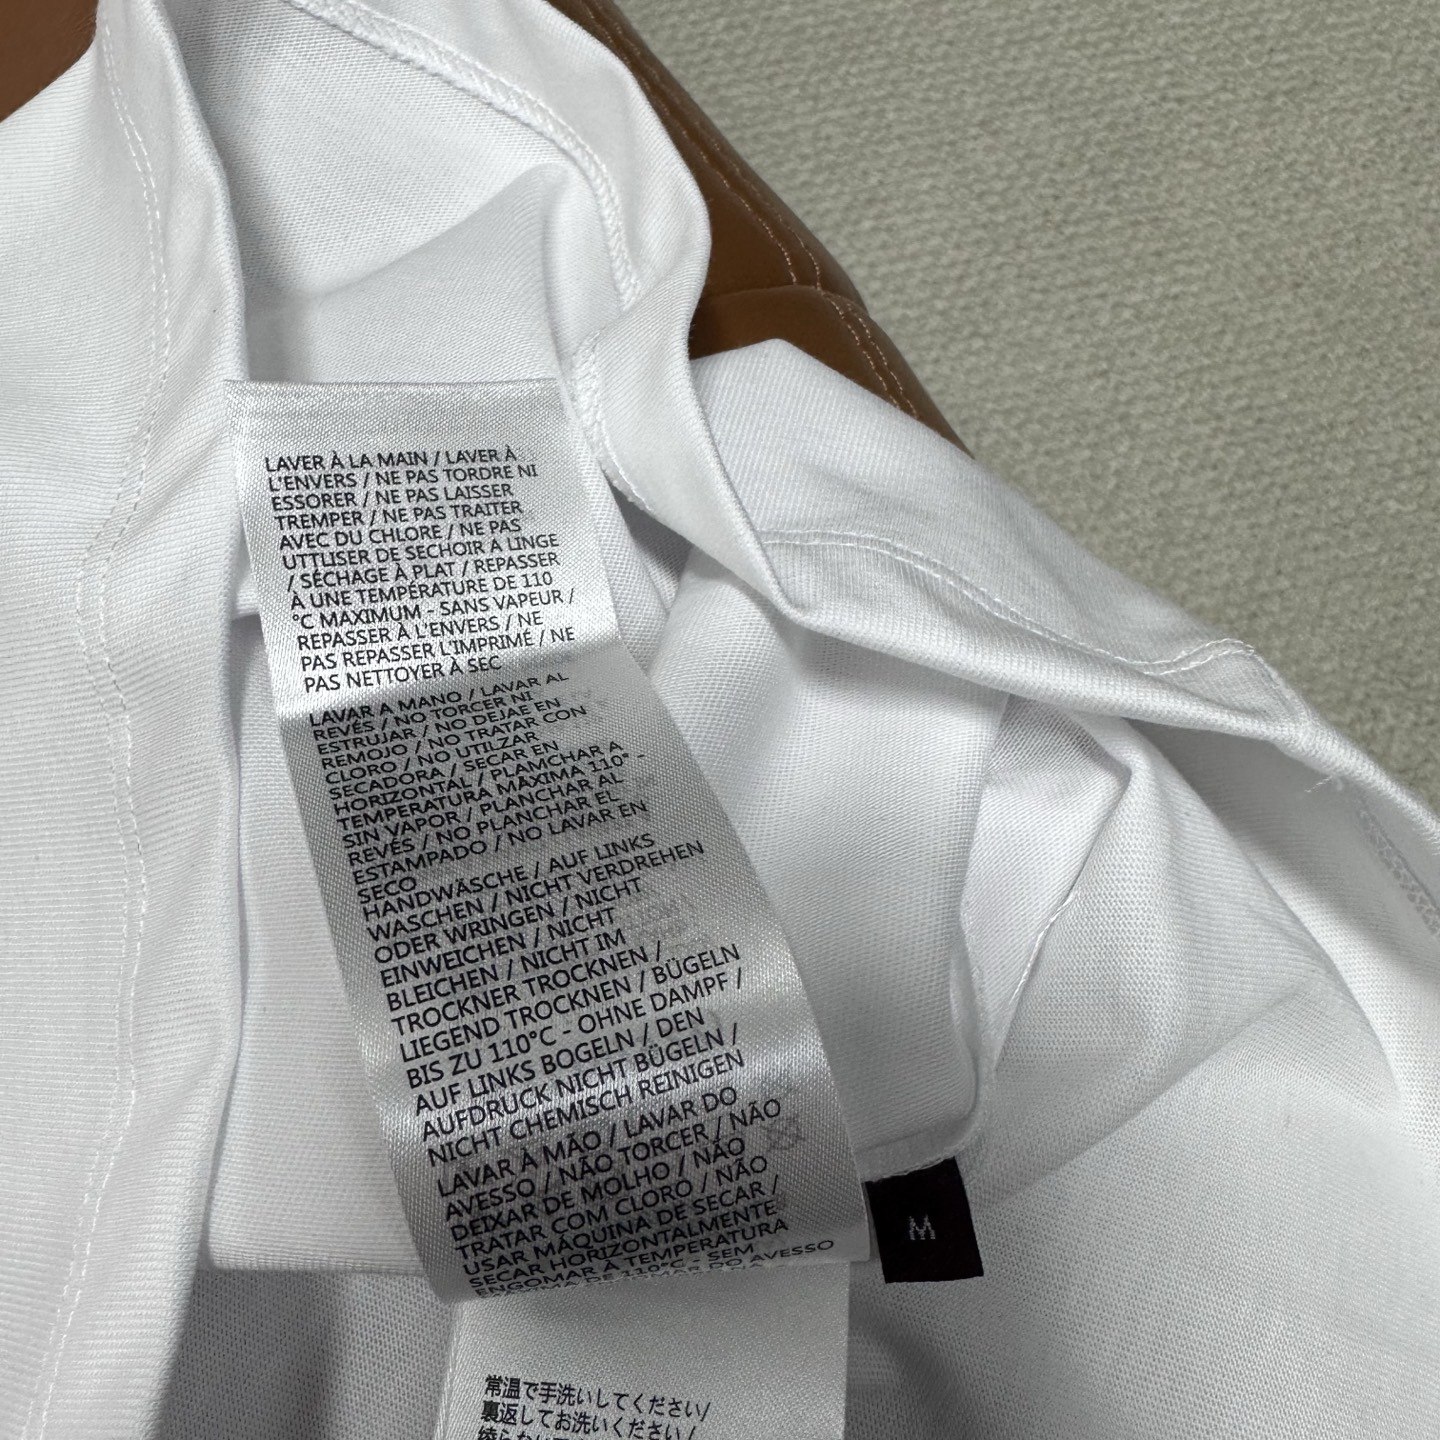 LAVER À LA MAIN / LAVER À
L'ENVERS / NE PAS TORDRE NI
ESSORER / NE PAS LAISSER
TREMPER / NE PAS TRAITER
AVEC DU CHLORE / NE PAS
UTTLISER DE SECHOIR A LINGE
/ SÉCHAGE À PLAT / REPASSER
À UNE TEMPÉRATURE DE 110
°C MAXIMUM - SANS VAPEUR /
REPASSER À L'ENVERS / NE
PAS REPASSER L'IMPRIMÉ / NE
PAS NETTOYER À SEC
LAVAR A MANO / LAVAR AL
REVÉS / NO TORCER NI
ESTRUJAR / NO DEJAE EN
REMOJO / NO TRATAR CON
CLORO / NO UTILZAR
SECADORA / SECAR EN
HORIZONTAL / PLAMCHAR A
TEMPERATURA MÁXIMA 110° -
SIN VAPOR / PLANCHAR AL
REVÉS / NO PLANCHAR EL
ESTAMPADO / NO LAVAR EN
SECO
HANDWÄSCHE / AUF LINKS
WASCHEN / NICHT VERDREHEN
ODER WRINGEN / NICHT
EINWEICHEN / NICHT
BLEICHEN / NICHT IM
TROCKNER TROCKNEN /
LIEGEND TROCKNEN / BÜGELN
BIS ZU 110°C - OHNE DAMPF /
AUF LINKS BOGELN / DEN
AUFDRUCK NICHT BÜGELN /
NICHT CHEMISCH REINIGEN
LAVAR À MÃO / LAVAR DO
AVESSO / NÃO TORCER / NÃO
DEIXAR DE MOLHO / NÃO
TRATAR COM CLORO / NÃO
USAR MÁQUINA DE SECAR /
SECAR HORIZONTALMENTE
ENGOMAR À TEMPERATURA
DE 110°C - SEM
DO AVESSO
M
常温で手洗いしてください/
裏返してお洗いください/